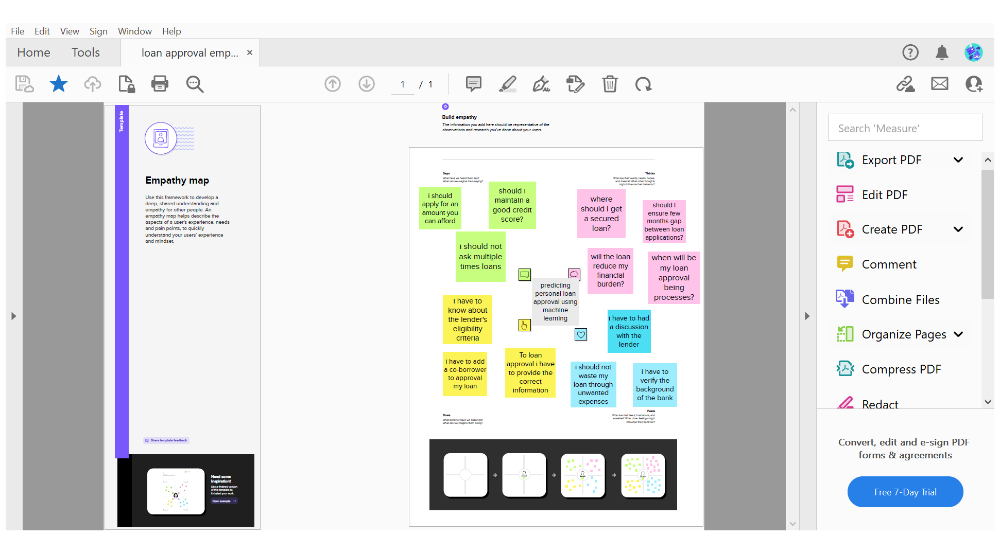 File Edit View Sign Window Help
Home Tools loan approval emp... ×
1 / 1
Template
Empathy map
Use this framework to develop a
deep, shared understanding and
empathy for other people. An
empathy map helps describe the
aspects of a user's experience, needs
and pain points, to quickly
understand your users' experience
and mindset.
Share template feedback
Need some
inspiration?
See a finished version
of this template to
kickstart your work.
Open example
Build empathy
The information you add here should be representative of the
observations and research you've done about your users.
Says
What have we heard them say?
What can we imagine them saying?
Thinks
What are their wants, needs, hopes,
and dreams? What other thoughts
might influence their behavior?
i should
apply for an
amount you
can afford
should I
maintain a
good credit
score?
i should not
ask multiple
times loans
where
should i get
a secured
loan?
should I
ensure few
months gap
between loan
applications?
will the loan
reduce my
financial
burden?
when will be
my loan
approval
being
processes?
predicting
personal loan
approval using
machine
learning
I have to
know about
the lender's
eligibility
criteria
I have to add
a co-borrower
to approval
my loan
To loan
approval i have
to provide the
correct
information
i have to had
a discussion
with the
lender
i should not
waste my
loan through
unwanted
expenses
i have to
verify the
background
of the bank
Does
What behavior have we observed?
What can we imagine them doing?
Feels
What are their fears, frustrations, and
anxieties? What other feelings might
influence their behavior?
Search 'Measure'
Export PDF
Edit PDF
Create PDF
Comment
Combine Files
Organize Pages
Compress PDF
Redact
Convert, edit and e-sign PDF
forms & agreements
Free 7-Day Trial